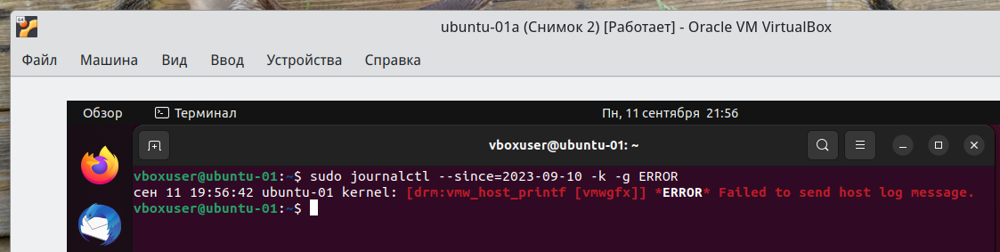 ubuntu-01a (Снимок 2) [Работает] - Oracle VM VirtualBox
Файл Машина Вид Ввод Устройства Справка
Обзор Терминал Пн, 11 сентября 21:56
vboxuser@ubuntu-01: ~
vboxuser@ubuntu-01:~$ sudo journalctl --since=2023-09-10 -k -g ERROR
сен 11 19:56:42 ubuntu-01 kernel: [drm:vmw_host_printf [vmwgfx]] *ERROR* Failed to send host log message.
vboxuser@ubuntu-01:~$